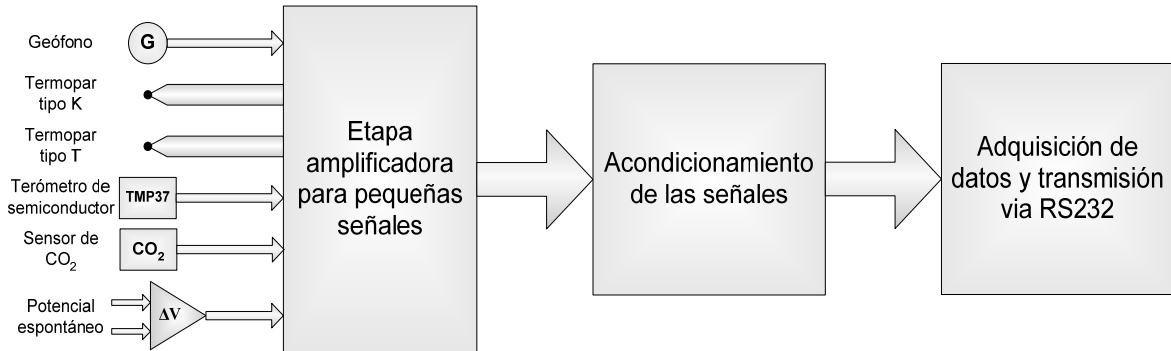 Geófono
G
Termopar
tipo K
Termopar
tipo T
Terómetro de
semiconductor
TMP37
Sensor de
CO2
CO2
Potencial
espontáneo
ΔV
Etapa
amplificadora
para pequeñas
señales
Acondicionamiento
de las señales
Adquisición de
datos y transmisión
via RS232